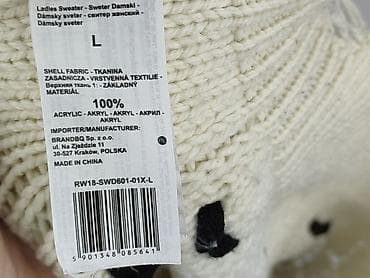 Ladies Sweater - Sweter Damski -
Dámsky sveter - свитер женский -
Dámsky sveter
L
SHELL FABRIC - TKANINA
ZASADNICZA - VRSTVENNÁ TEXTILIE -
Верхняя ткань 1: - ZÁKLADNÝ
MATERIÁL
100%
ACRYLIC - AKRYL - AKRYL - АКРИЛ -
AKRYL
IMPORTER/MANUFACTURER:
BRANDBQ Sp. z o.o.
ul. Na Zjeździe 11
30-527 Kraków, POLSKA
MADE IN CHINA
RW18-SWD601-01X-L
5 901348 085641